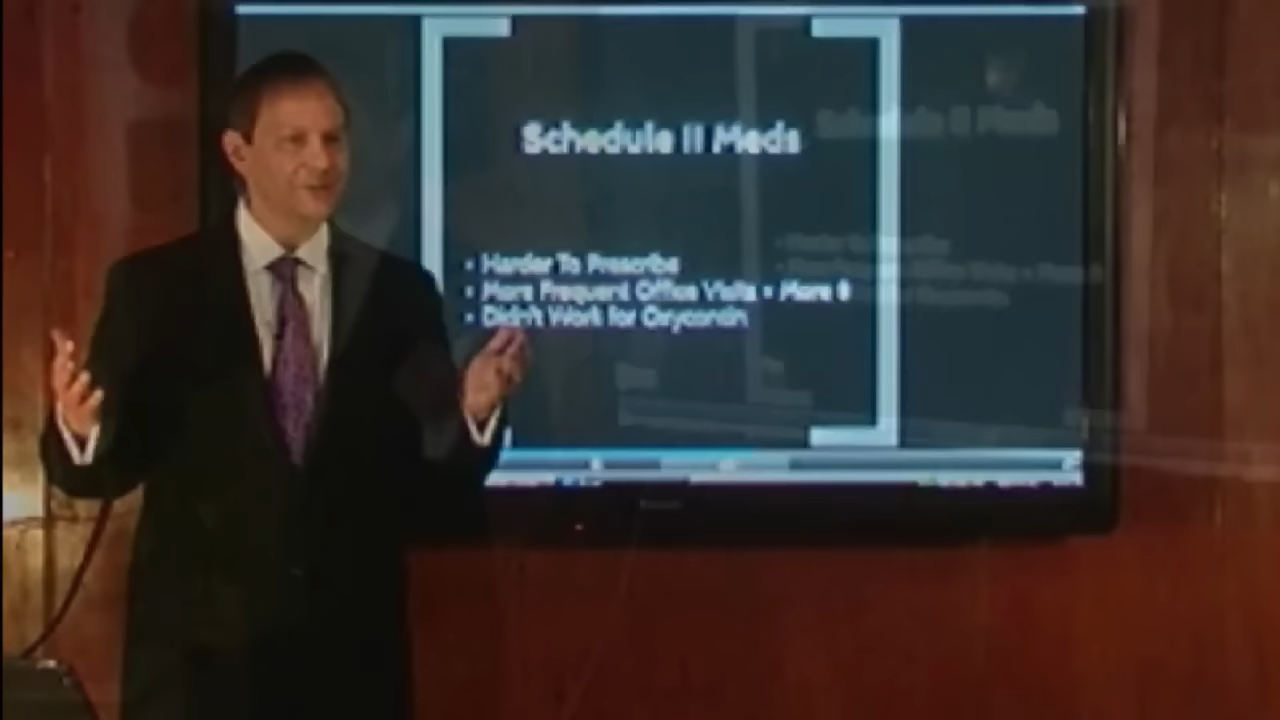 Schedule II Meds
• Harder To Prescribe
• More Frequent Office Visits = More $
• Didn't Work for Oxycontin